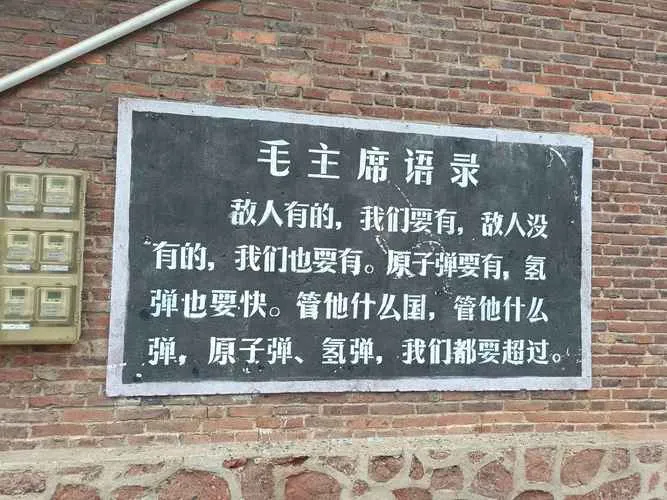 毛主席语录
敌人有的，我们要有，敌人没
有的，我们也要有。原子弹要有，氢
弹也要快。管他什么国，管他什么
弹，原子弹、氢弹，我们都要超过。